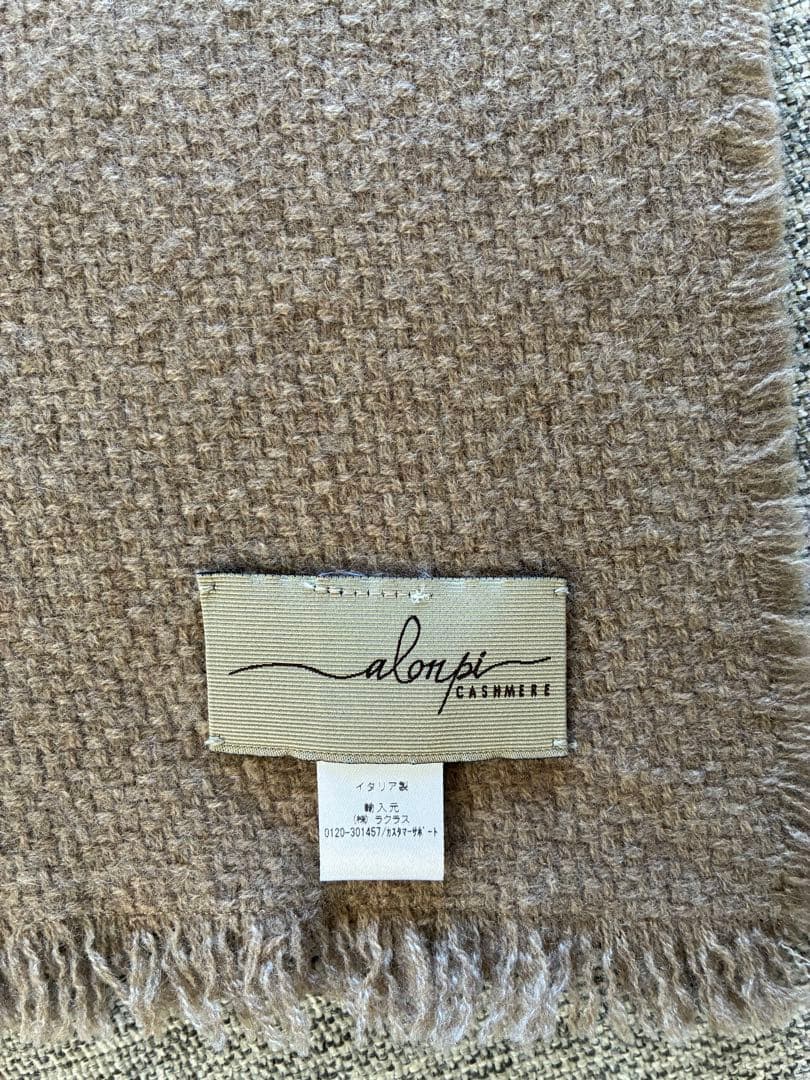 alonpi
CASHMERE
イタリア製
輸入元
(株) ラクラス
0120-301457/ｶｽﾀﾏｰｻﾎﾟｰﾄ